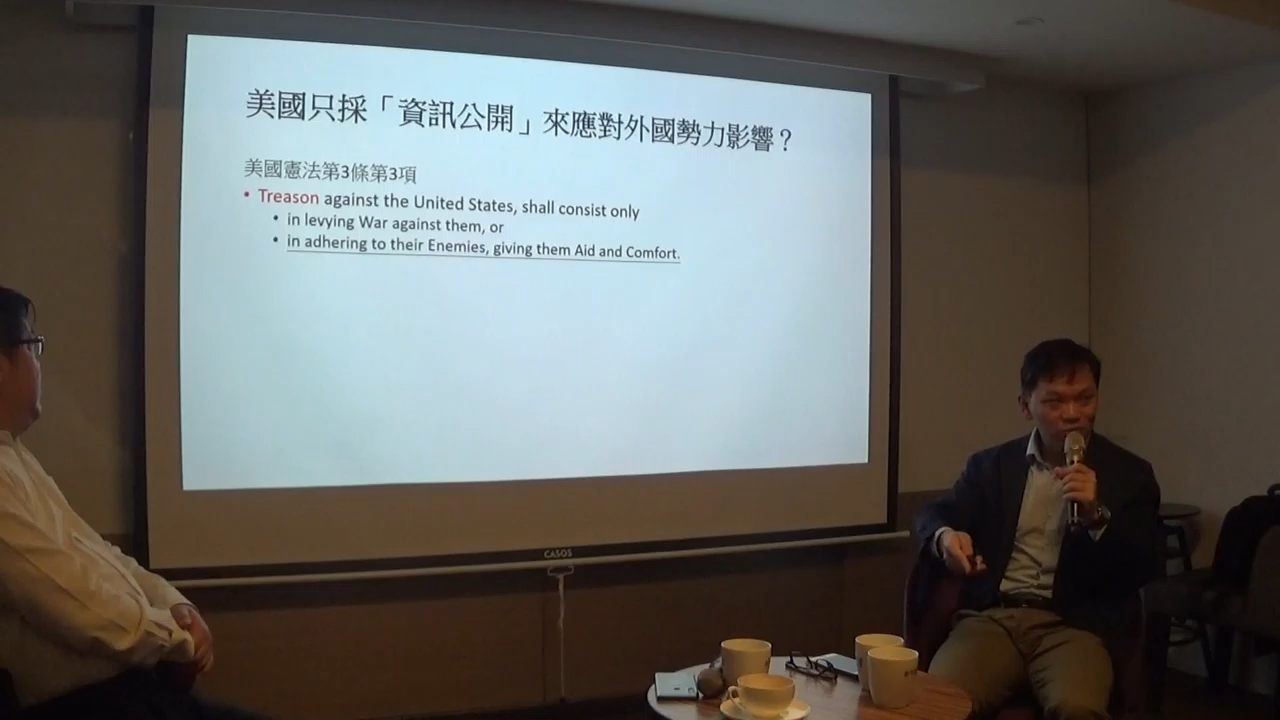 美國只採「資訊公開」來應對外國勢力影響？
美國憲法第3條第3項
• Treason against the United States, shall consist only
• in levying War against them, or
• in adhering to their Enemies, giving them Aid and Comfort.
CASOS